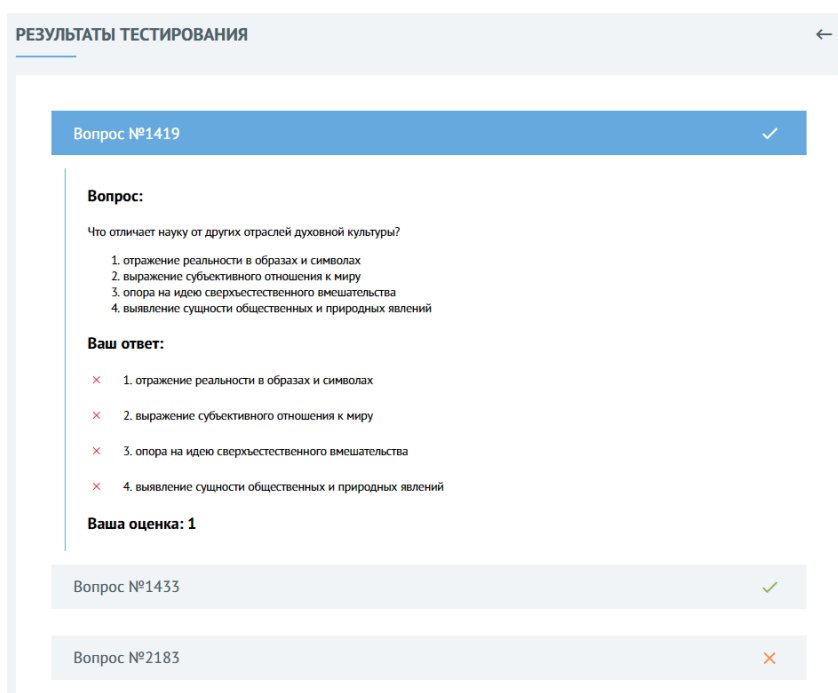 РЕЗУЛЬТАТЫ ТЕСТИРОВАНИЯ
Вопрос №1419
Вопрос:
Что отличает науку от других отраслей духовной культуры?
1. отражение реальности в образах и символах
2. выражение субъективного отношения к миру
3. опора на идею сверхъестественного вмешательства
4. выявление сущности общественных и природных явлений
Ваш ответ:
1. отражение реальности в образах и символах
2. выражение субъективного отношения к миру
3. опора на идею сверхъестественного вмешательства
4. выявление сущности общественных и природных явлений
Ваша оценка: 1
Вопрос №1433
Вопрос №2183